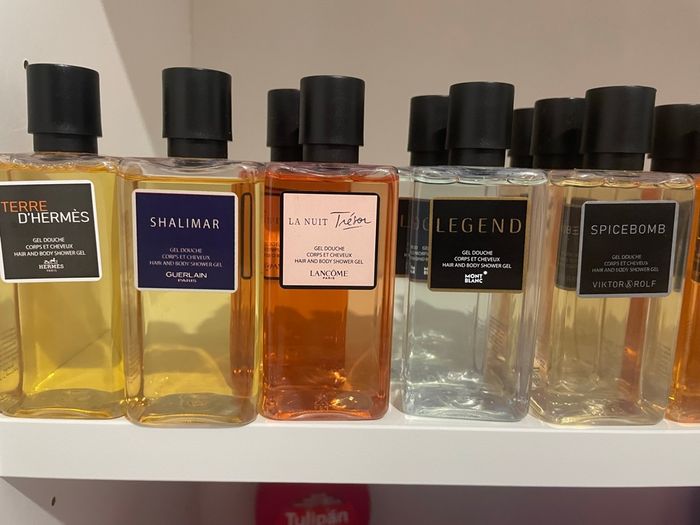 TERRE
D'HERMÈS
GEL DOUCHE
CORPS ET CHEVEUX
HAIR AND BODY SHOWER GEL
HERMÈS
PARIS
SHALIMAR
GEL DOUCHE
CORPS ET CHEVEUX
HAIR AND BODY SHOWER GEL
GUERLAIN
PARIS
LA NUIT Trésor
GEL DOUCHE
CORPS ET CHEVEUX
HAIR AND BODY SHOWER GEL
LANCÔME
PARIS
LEGEND
GEL DOUCHE
CORPS ET CHEVEUX
HAIR AND BODY SHOWER GEL
MONT
BLANC
SPICEBOMB
GEL DOUCHE
CORPS ET CHEVEUX
HAIR AND BODY SHOWER GEL
VIKTOR&ROLF
Tulipán